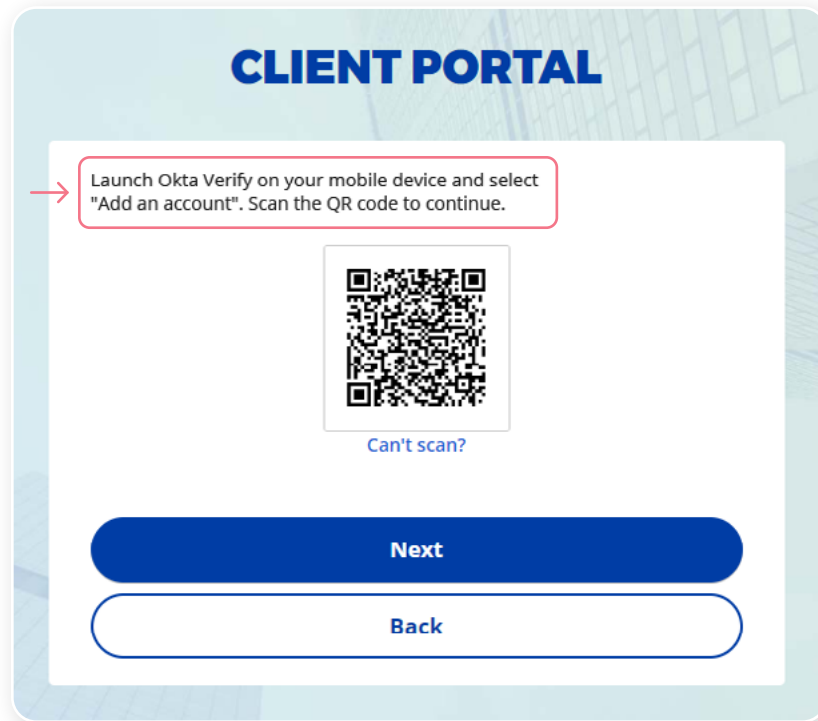 CLIENT PORTAL
Launch Okta Verify on your mobile device and select
"Add an account". Scan the QR code to continue.
Can't scan?
Next
Back